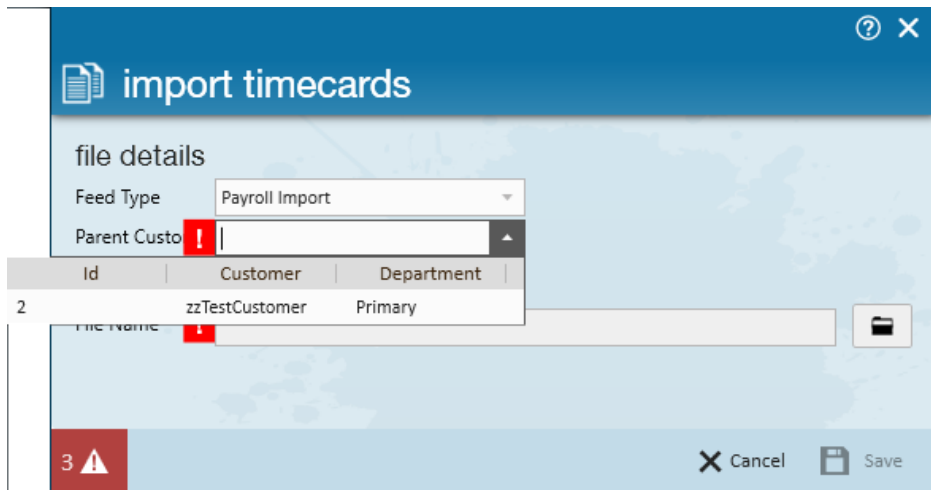 import timecards
file details
Feed Type Payroll Import
Parent Custo !
Id Customer Department
2 zzTestCustomer Primary
File Name !
3 Cancel Save